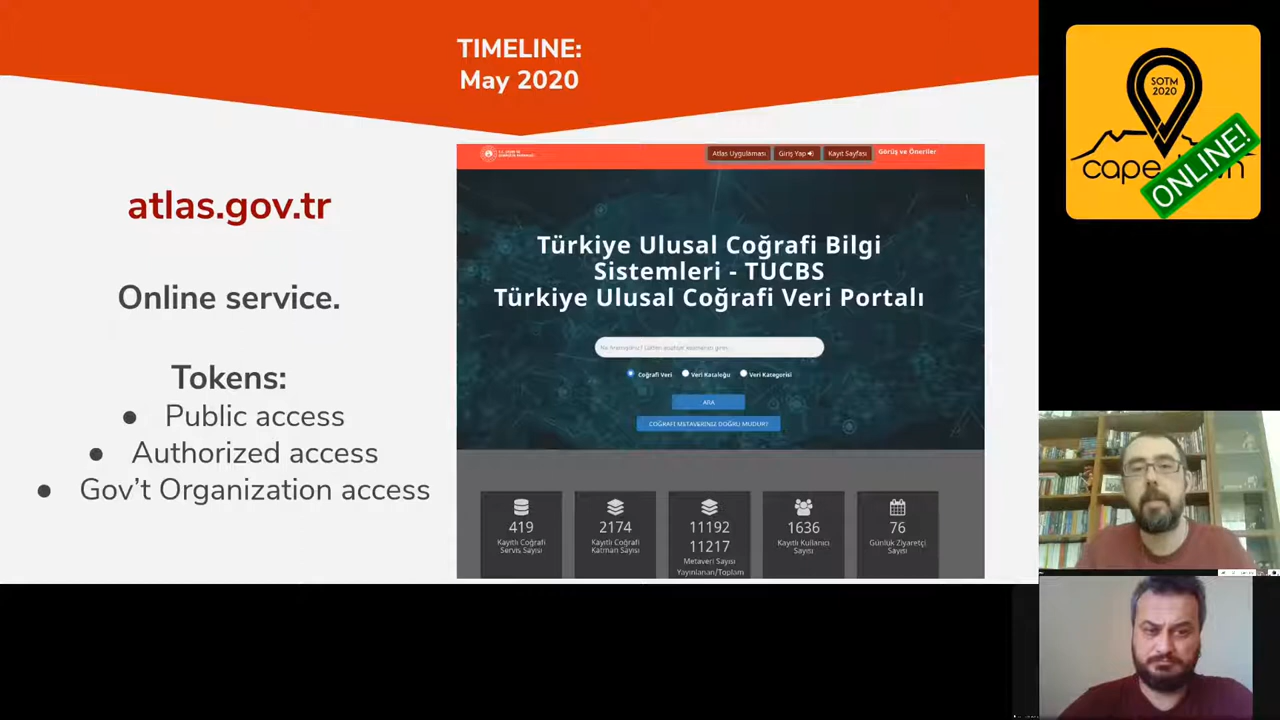 TIMELINE:
May 2020
atlas.gov.tr
Online service.
Tokens:
● Public access
● Authorized access
● Gov’t Organization access
Atlas Uygulaması
Giriş Yap
Kayıt Sayfası
Görüş ve Öneriler
Türkiye Ulusal Coğrafi Bilgi
Sistemleri - TUCBS
Türkiye Ulusal Coğrafi Veri Portalı
Coğrafi Veri
Veri Kataloğu
Veri Kategorisi
ARA
COĞRAFİ METAVERİNİZ DOĞRU MUDUR?
419
Kayıtlı Coğrafi
Servis Sayısı
2174
Kayıtlı Coğrafi
Katman Sayısı
11192
11217
Metaveri Sayısı
Yayınlanan/Toplam
1636
Kayıtlı Kullanıcı
Sayısı
76
Günlük Ziyaretçi
Sayısı
SOTM
2020
cape
wn
ONLINE!